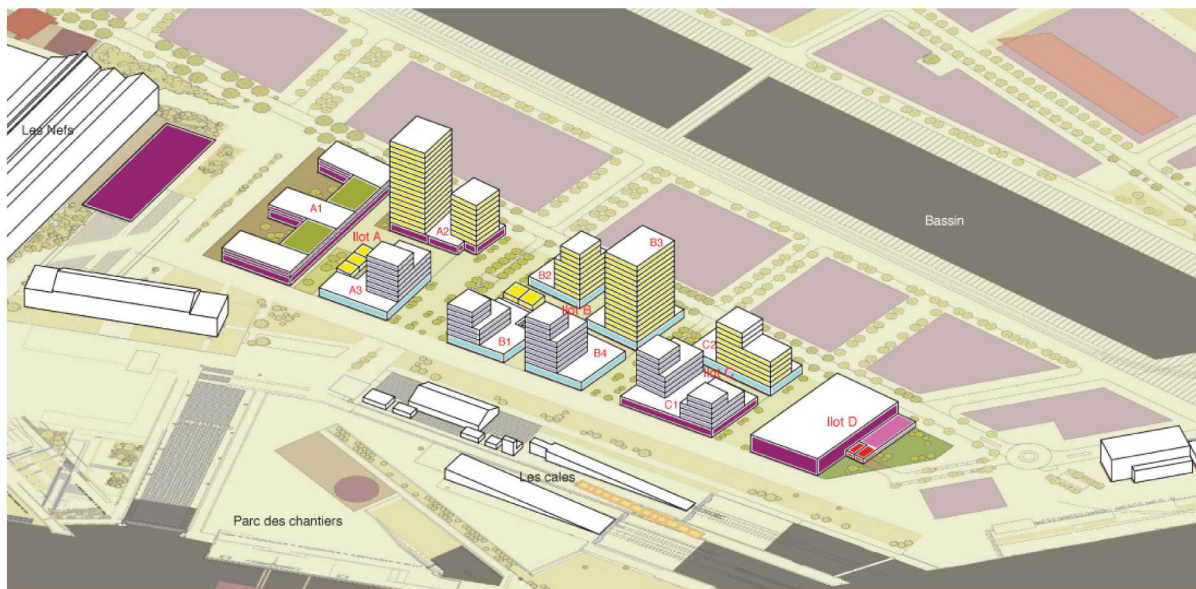 Les Nefs
A1
Ilot A
A2
A3
B3
B2
Ilot B
B1
B4
C2
Ilot C
C1
Ilot D
Bassin
Les cales
Parc des chantiers